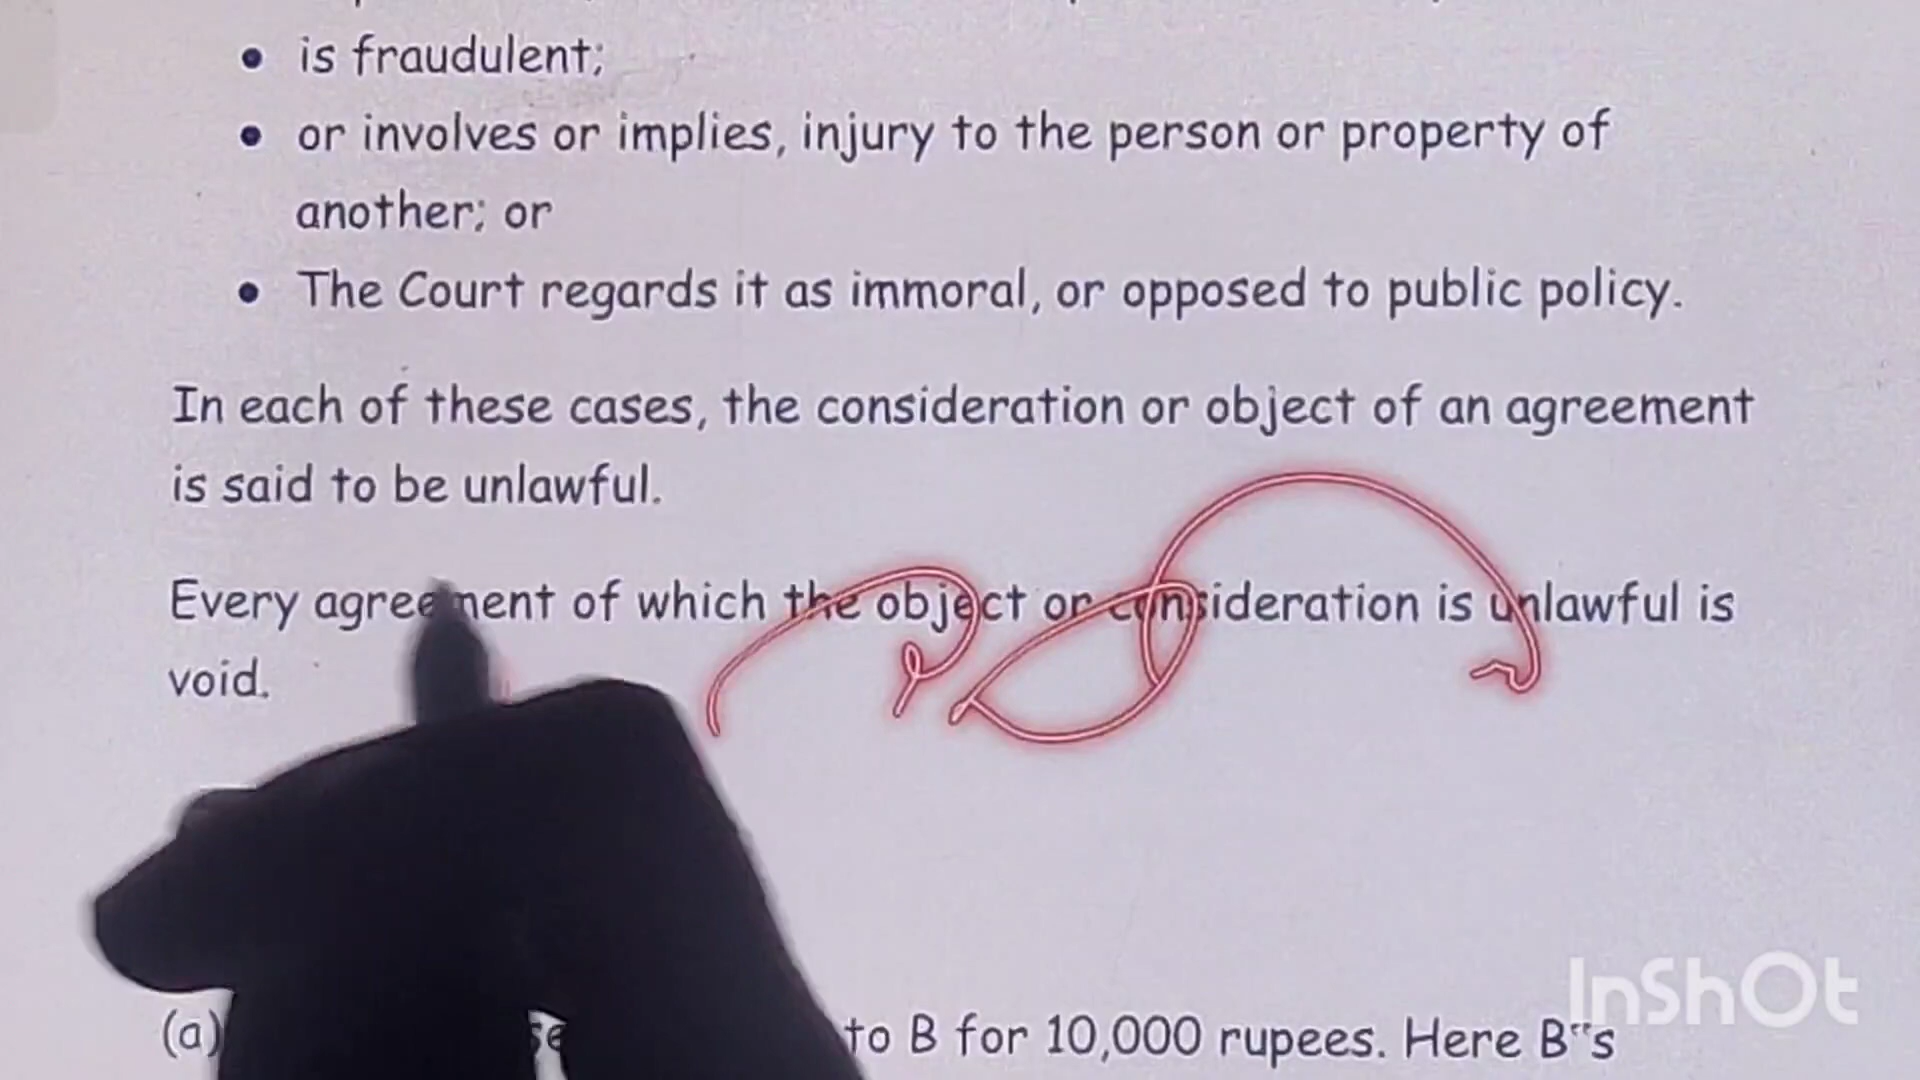 • is fraudulent;
• or involves or implies, injury to the person or property of
another; or
• The Court regards it as immoral, or opposed to public policy.
In each of these cases, the consideration or object of an agreement
is said to be unlawful.
Every agreement of which the object or consideration is unlawful is
void.
(a) to B for 10,000 rupees. Here B"s
InShOt